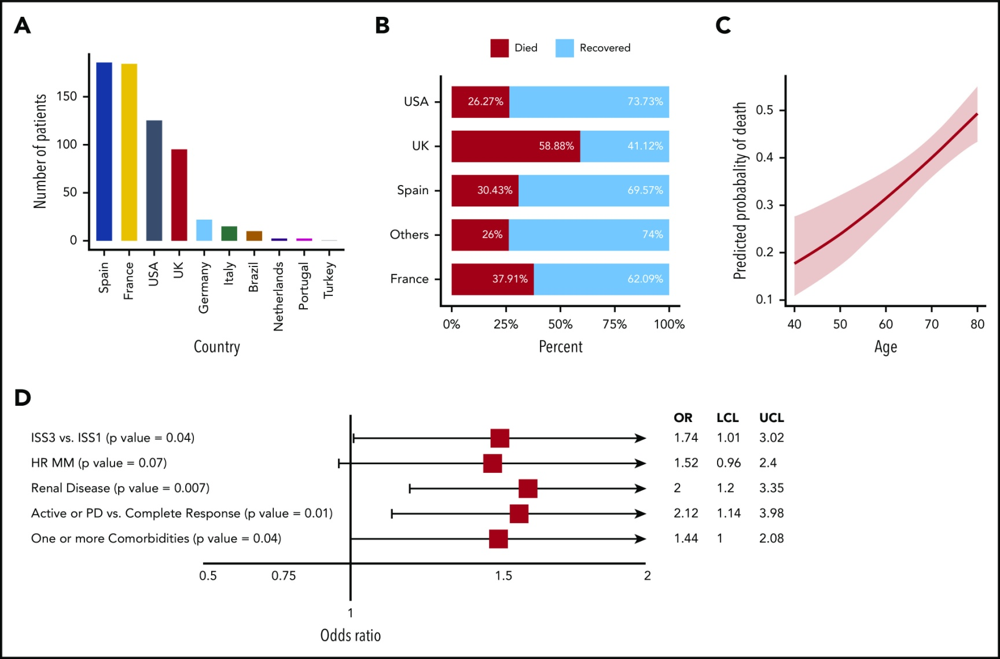 A
Number of patients
150
100
50
0
Spain
France
USA
UK
Germany
Italy
Brazil
Netherlands
Portugal
Turkey
Country
B
Died Recovered
USA 26.27% 73.73%
UK 58.88% 41.12%
Spain 30.43% 69.57%
Others 26% 74%
France 37.91% 62.09%
0% 25% 50% 75% 100%
Percent
C
Predicted probabality of death
0.5
0.4
0.3
0.2
0.1
40 50 60 70 80
Age
D
OR LCL UCL
ISS3 vs. ISS1 (p value = 0.04) 1.74 1.01 3.02
HR MM (p value = 0.07) 1.52 0.96 2.4
Renal Disease (p value = 0.007) 2 1.2 3.35
Active or PD vs. Complete Response (p value = 0.01) 2.12 1.14 3.98
One or more Comorbidities (p value = 0.04) 1.44 1 2.08
0.5 0.75 1.5 2
1
Odds ratio